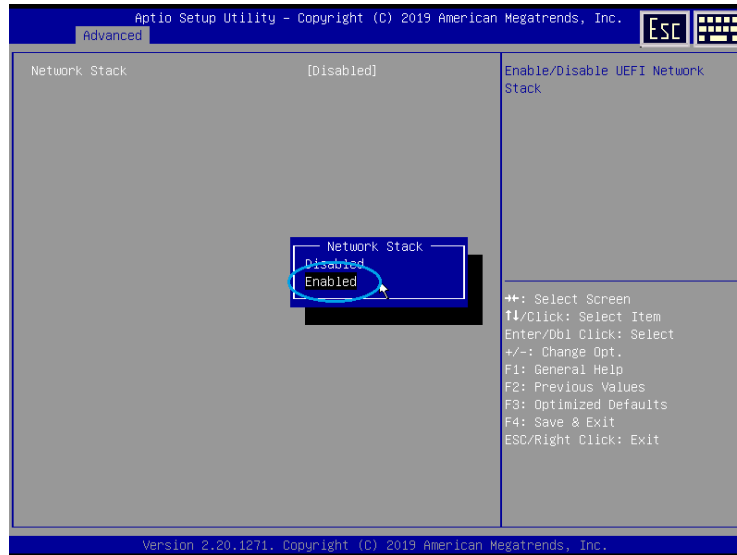 Aptio Setup Utility – Copyright (C) 2019 American Megatrends, Inc.
Esc
Advanced
Network Stack [Disabled]
Enable/Disable UEFI Network
Stack
Network Stack
Disabled
Enabled
→←: Select Screen
↑↓/Click: Select Item
Enter/Dbl Click: Select
+/-: Change Opt.
F1: General Help
F2: Previous Values
F3: Optimized Defaults
F4: Save & Exit
ESC/Right Click: Exit
Version 2.20.1271. Copyright (C) 2019 American Megatrends, Inc.